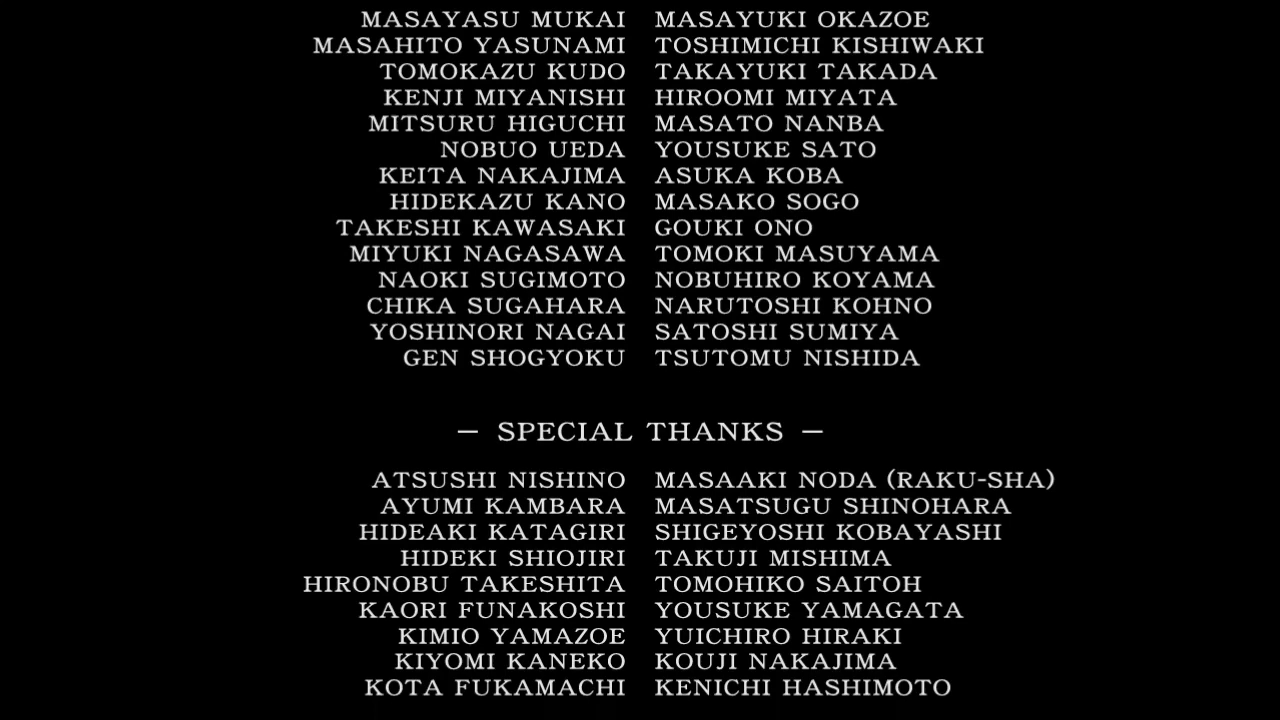 MASAYASU MUKAI MASAYUKI OKAZOE
MASAHITO YASUNAMI TOSHIMICHI KISHIWAKI
TOMOKAZU KUDO TAKAYUKI TAKADA
KENJI MIYANISHI HIROOMI MIYATA
MITSURU HIGUCHI MASATO NANBA
NOBUO UEDA YOUSUKE SATO
KEITA NAKAJIMA ASUKA KOBA
HIDEKAZU KANO MASAKO SOGO
TAKESHI KAWASAKI GOUKI ONO
MIYUKI NAGASAWA TOMOKI MASUYAMA
NAOKI SUGIMOTO NOBUHIRO KOYAMA
CHIKA SUGAHARA NARUTOSHI KOHNO
YOSHINORI NAGAI SATOSHI SUMIYA
GEN SHOGYOKU TSUTOMU NISHIDA
— SPECIAL THANKS —
ATSUSHI NISHINO MASAAKI NODA (RAKU-SHA)
AYUMI KAMBARA MASATSUGU SHINOHARA
HIDEAKI KATAGIRI SHIGEYOSHI KOBAYASHI
HIDEKI SHIOJIRI TAKUJI MISHIMA
HIRONOBU TAKESHITA TOMOHIKO SAITOH
KAORI FUNAKOSHI YOUSUKE YAMAGATA
KIMIO YAMAZOE YUICHIRO HIRAKI
KIYOMI KANEKO KOUJI NAKAJIMA
KOTA FUKAMACHI KENICHI HASHIMOTO